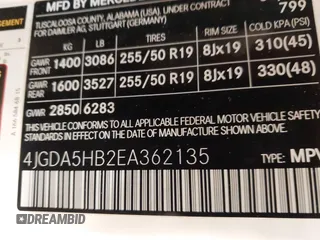 MFD BY MERCEDES
799
TUSCALOOSA COUNTY, ALABAMA (USA), UNDER CONTRACT
FOR DAIMLER AG, STUTTGART (GERMANY)
KG LB TIRE SIZE RIM SIZE COLD KPA (PSI)
GAWR FRONT 1400 3086 255/50 R19 8Jx19 310(45)
GAWR REAR 1600 3527 255/50 R19 8Jx19 330(48)
GVWR 2850 6283
THIS VEHICLE CONFORMS TO ALL APPLICABLE FEDERAL MOTOR VEHICLE SAFETY
STANDARDS IN EFFECT ON THE DATE OF MANUFACTURE SHOWN ABOVE.
4JGDA5HB2EA362135 TYPE: MPV
DREAMBID